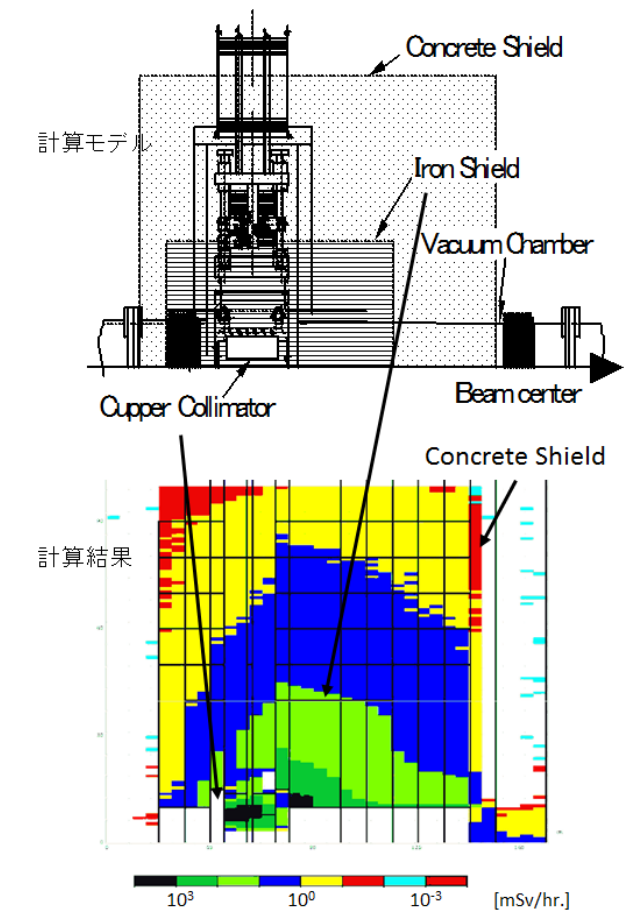 Concrete Shield
計算モデル
Iron Shield
Vacuum Chamber
Beam center
Cupper Collimator
Concrete Shield
計算結果
10³ 10⁰ 10⁻³ [mSv/hr.]